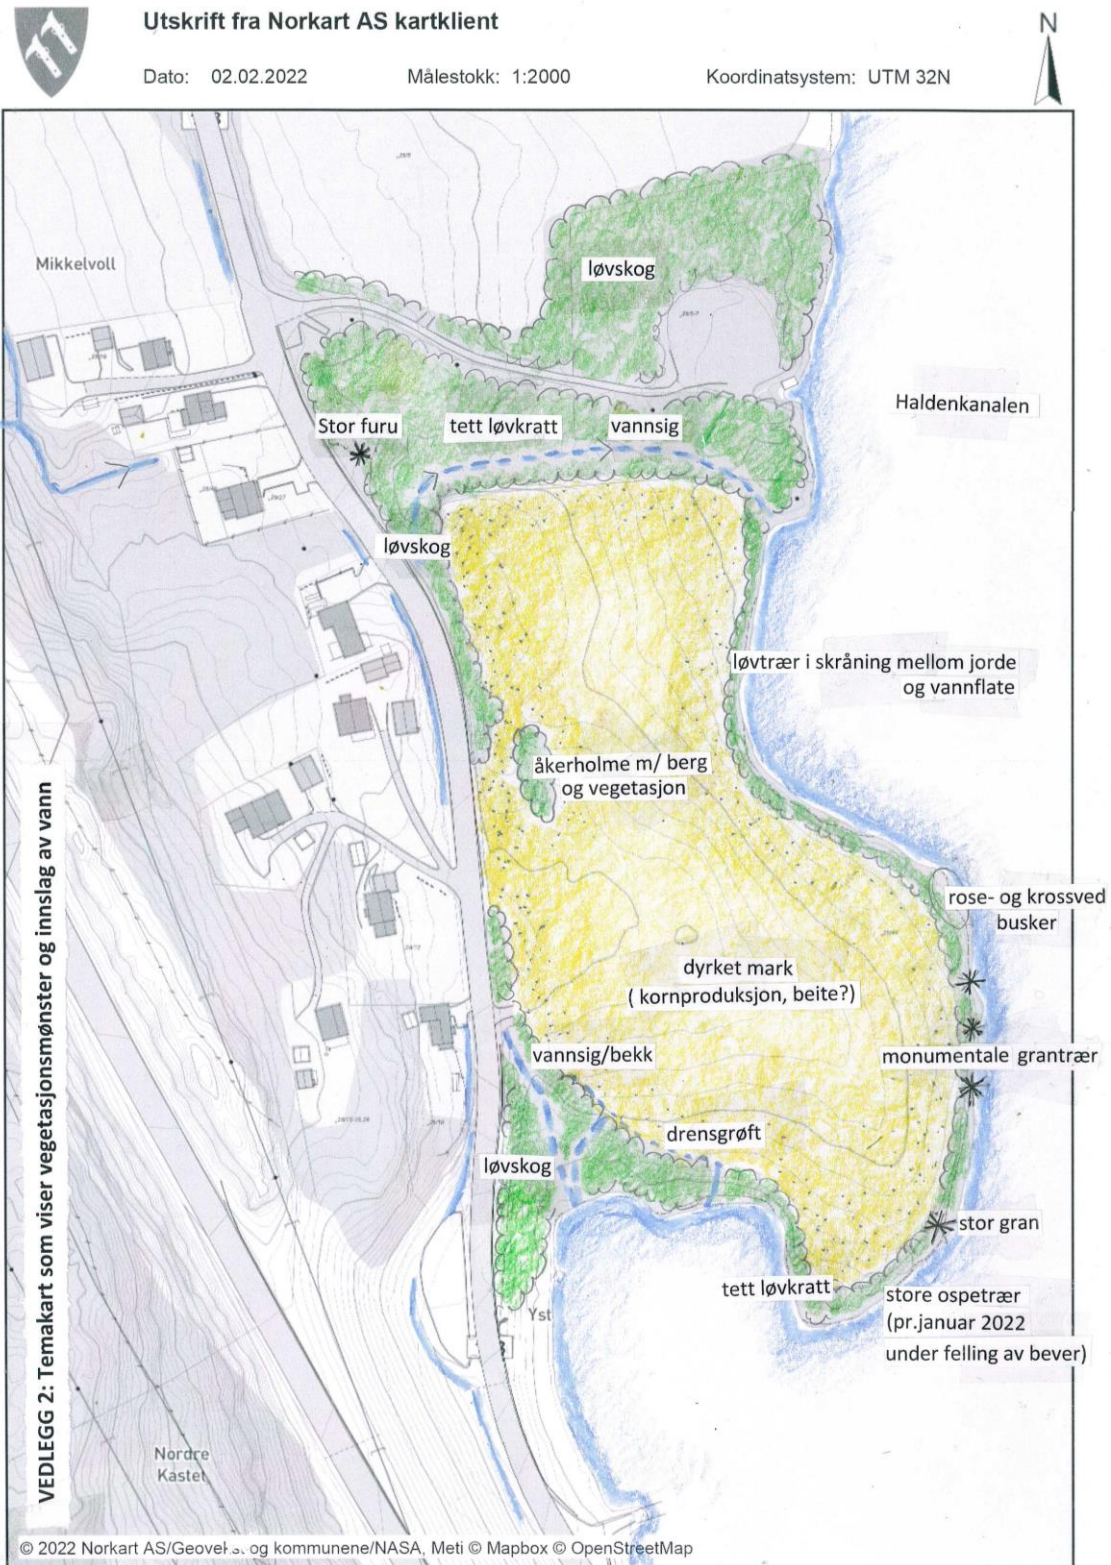 Utskrift fra Norkart AS kartklient
Dato: 02.02.2022 Målestokk: 1:2000 Koordinatsystem: UTM 32N
N
Mikkelvoll
løvskog
Haldenkanalen
Stor furu
tett løvkratt
vannsig
løvskog
løvtrær i skråning mellom jorde
og vannflate
åkerholme m/ berg
og vegetasjon
rose- og krossved
busker
dyrket mark
( kornproduksjon, beite?)
vannsig/bekk
monumentale grantrær
drensgrøft
løvskog
stor gran
tett løvkratt
store ospetrær
(pr.januar 2022
under felling av bever)
Yst
Nordre
Kastet
VEDLEGG 2: Temakart som viser vegetasjonsmønster og innslag av vann
© 2022 Norkart AS/Geovekst og kommunene/NASA, Meti © Mapbox © OpenStreetMap